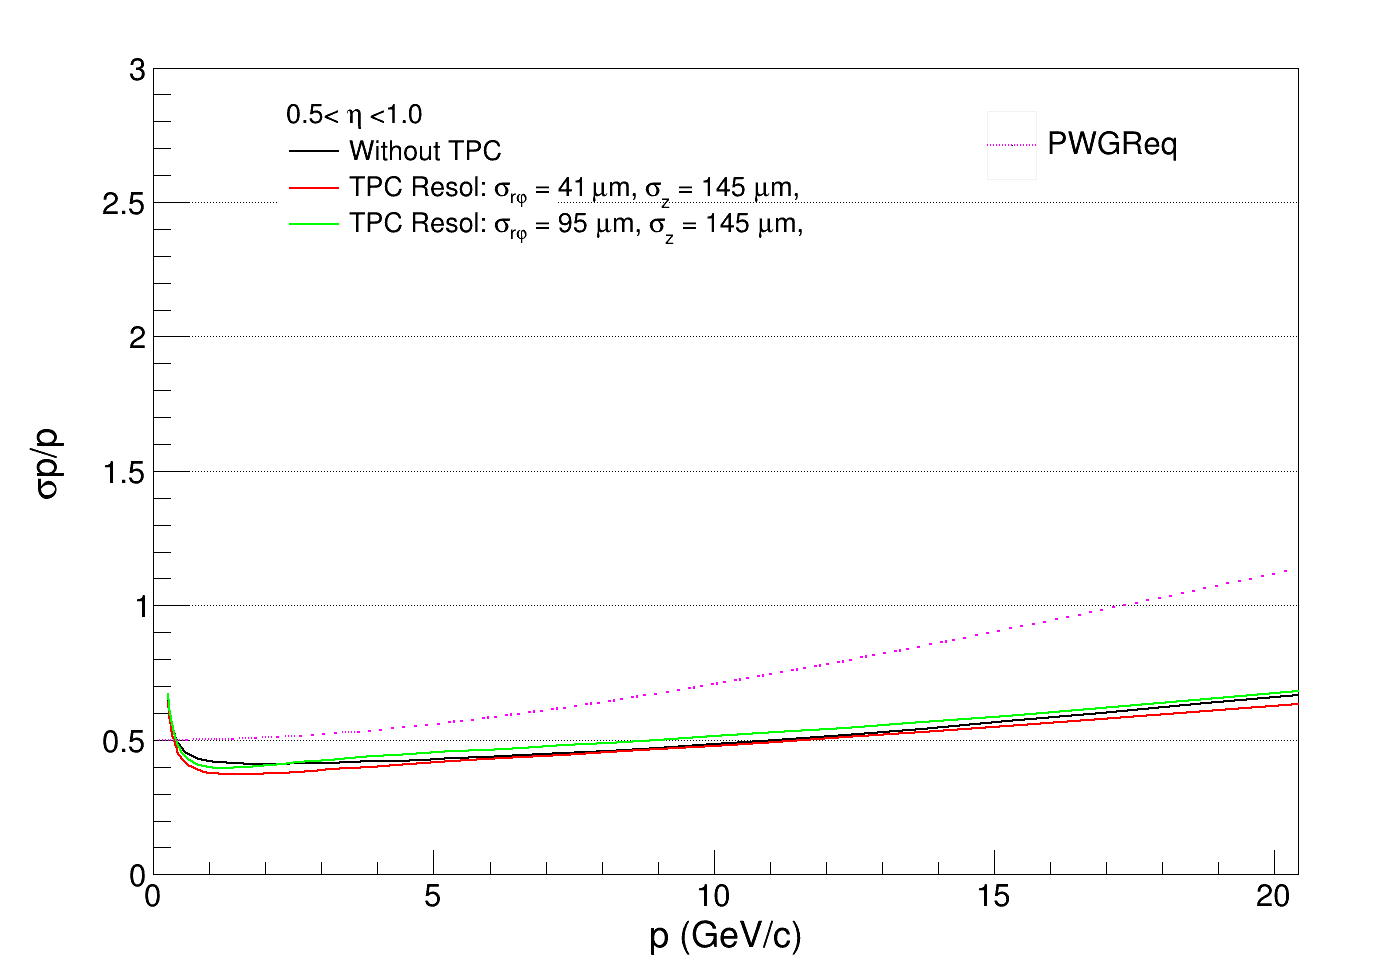 3
0.5< η <1.0
Without TPC
PWGReq
TPC Resol: σrφ = 41 μm, σz = 145 μm,
2.5
TPC Resol: σrφ = 95 μm, σz = 145 μm,
2
1.5
σp/p
1
0.5
0
0 5 10 15 20
p (GeV/c)